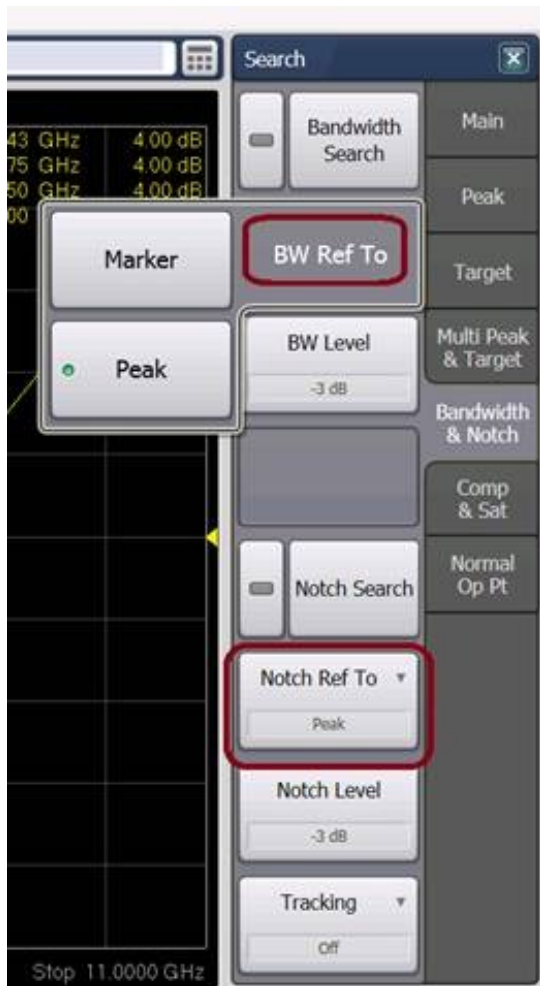 Search
43 GHz 4.00 dB
75 GHz 4.00 dB
50 GHz 4.00 dB
00
Marker
Peak
BW Ref To
Bandwidth
Search
BW Level
-3 dB
Notch Search
Notch Ref To
Peak
Notch Level
-3 dB
Tracking
Off
Main
Peak
Target
Multi Peak
& Target
Bandwidth
& Notch
Comp
& Sat
Normal
Op Pt
Stop 11.0000 GHz